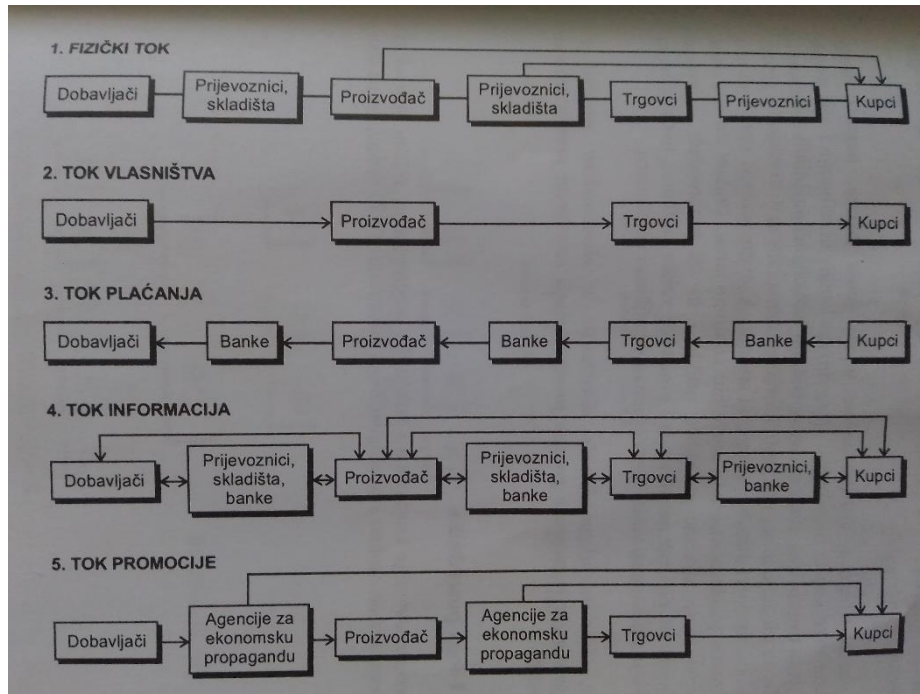 1. FIZIČKI TOK
Dobavljači
Prijevoznici,
skladišta
Proizvođač
Prijevoznici,
skladišta
Trgovci
Prijevoznici
Kupci
2. TOK VLASNIŠTVA
Dobavljači
Proizvođač
Trgovci
Kupci
3. TOK PLAĆANJA
Dobavljači
Banke
Proizvođač
Banke
Trgovci
Banke
Kupci
4. TOK INFORMACIJA
Dobavljači
Prijevoznici,
skladišta,
banke
Proizvođač
Prijevoznici,
skladišta,
banke
Trgovci
Prijevoznici,
banke
Kupci
5. TOK PROMOCIJE
Dobavljači
Agencije za
ekonomsku
propagandu
Proizvođač
Agencije za
ekonomsku
propagandu
Trgovci
Kupci